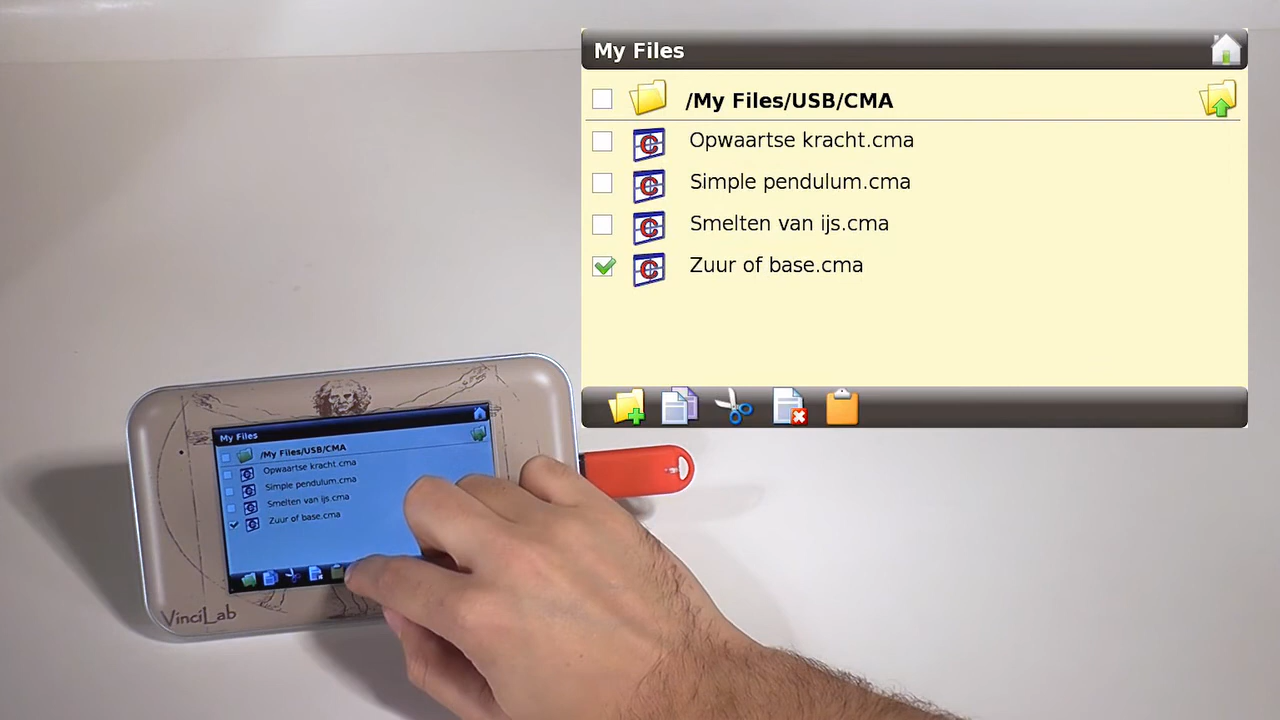 My Files
/My Files/USB/CMA
Opwaartse kracht.cma
Simple pendulum.cma
Smelten van ijs.cma
Zuur of base.cma
My Files
/My Files/USB/CMA
Opwaartse kracht.cma
Simple pendulum.cma
Smelten van ijs.cma
Zuur of base.cma
VinciLab